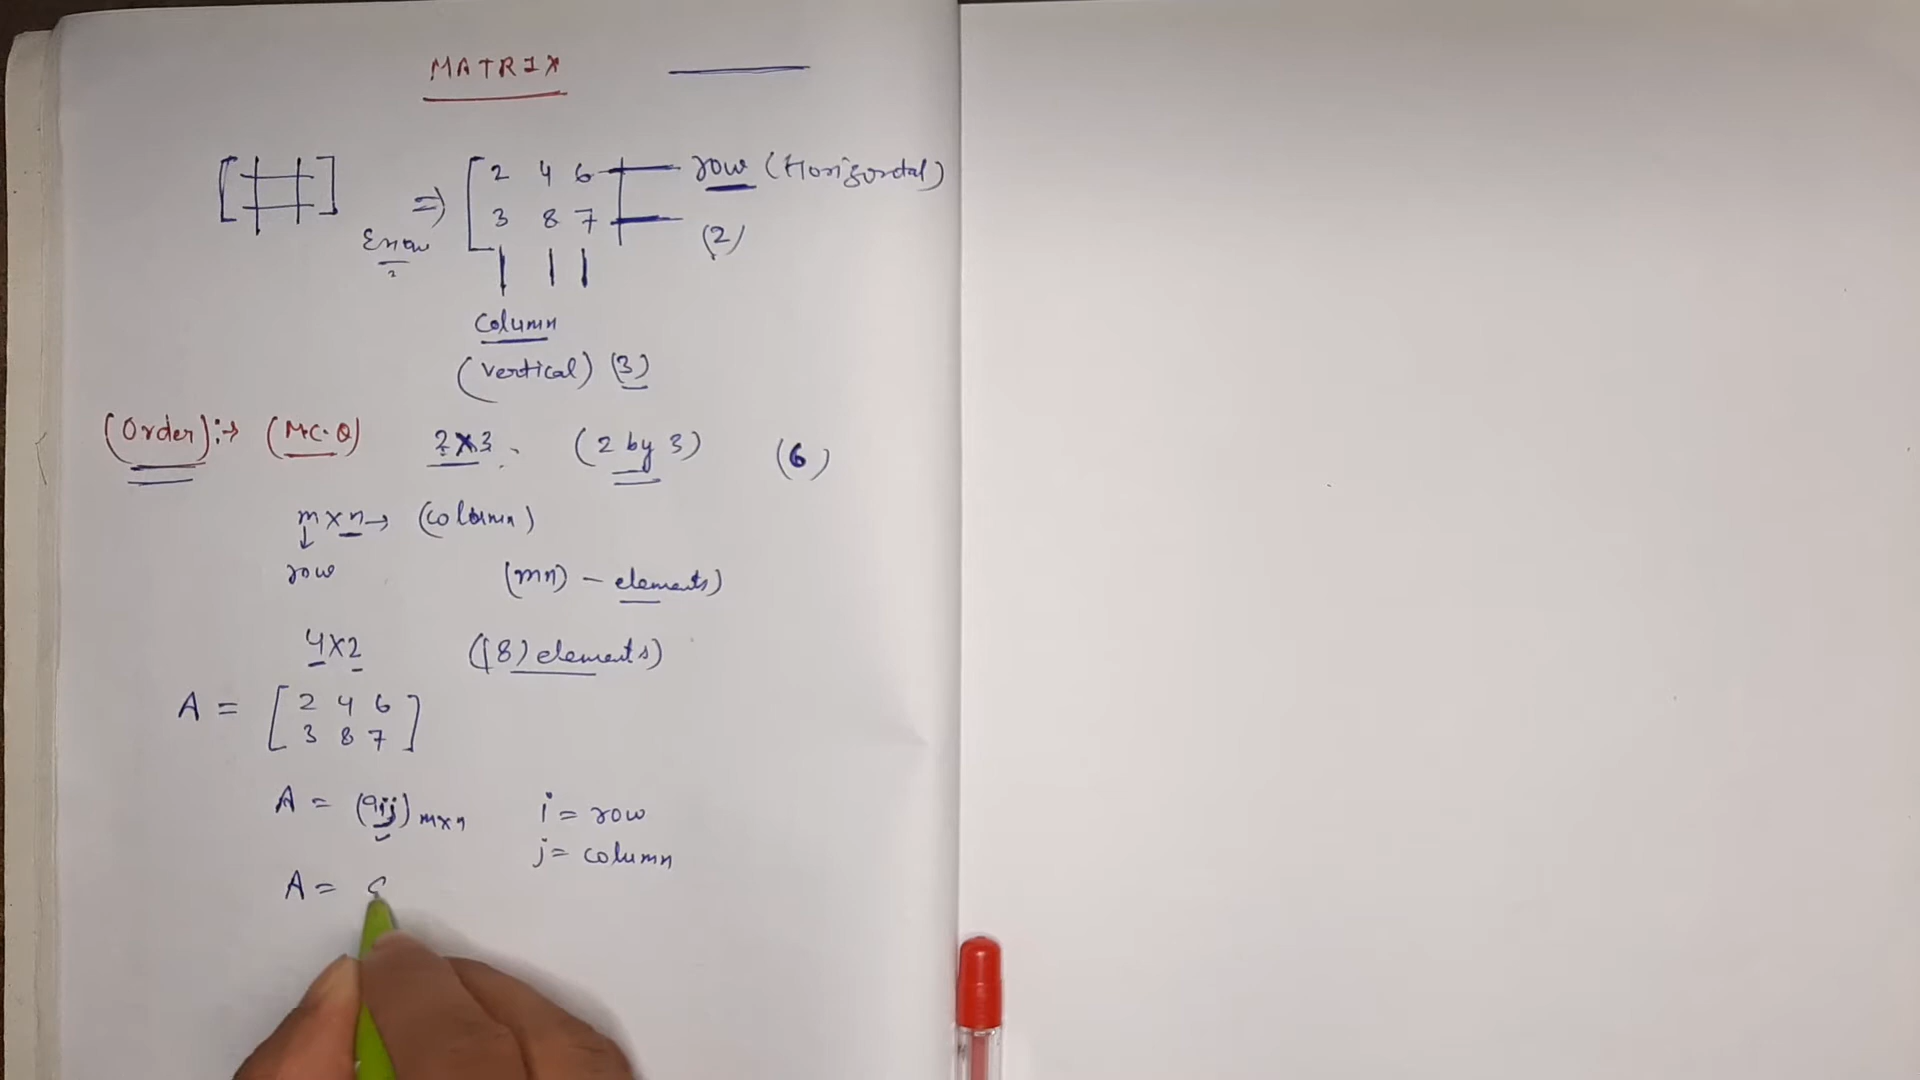 MATRIX
⇒ [2 4 6 row (Horizontal)
3 8 7 (2)
column
(vertical) (3)
(Order):→ (M.C.Q) 2×3 (2 by 3) (6)
m×n→ (column)
↓
row (mn) - elements)
4×2 ((8) elements)
A = [2 4 6
3 8 7]
A = (aij) m×n i = row
j = column
A =